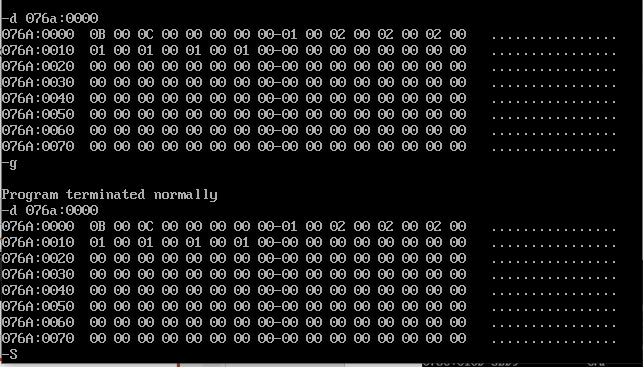 -d 076a:0000
076A:0000  0B 00 0C 00 00 00 00 00-01 00 02 00 02 00 02 00   ................
076A:0010  01 00 01 00 01 00 01 00-00 00 00 00 00 00 00 00   ................
076A:0020  00 00 00 00 00 00 00 00-00 00 00 00 00 00 00 00   ................
076A:0030  00 00 00 00 00 00 00 00-00 00 00 00 00 00 00 00   ................
076A:0040  00 00 00 00 00 00 00 00-00 00 00 00 00 00 00 00   ................
076A:0050  00 00 00 00 00 00 00 00-00 00 00 00 00 00 00 00   ................
076A:0060  00 00 00 00 00 00 00 00-00 00 00 00 00 00 00 00   ................
076A:0070  00 00 00 00 00 00 00 00-00 00 00 00 00 00 00 00   ................
-g
Program terminated normally
-d 076a:0000
076A:0000  0B 00 0C 00 00 00 00 00-01 00 02 00 02 00 02 00   ................
076A:0010  01 00 01 00 01 00 01 00-00 00 00 00 00 00 00 00   ................
076A:0020  00 00 00 00 00 00 00 00-00 00 00 00 00 00 00 00   ................
076A:0030  00 00 00 00 00 00 00 00-00 00 00 00 00 00 00 00   ................
076A:0040  00 00 00 00 00 00 00 00-00 00 00 00 00 00 00 00   ................
076A:0050  00 00 00 00 00 00 00 00-00 00 00 00 00 00 00 00   ................
076A:0060  00 00 00 00 00 00 00 00-00 00 00 00 00 00 00 00   ................
076A:0070  00 00 00 00 00 00 00 00-00 00 00 00 00 00 00 00   ................
-S